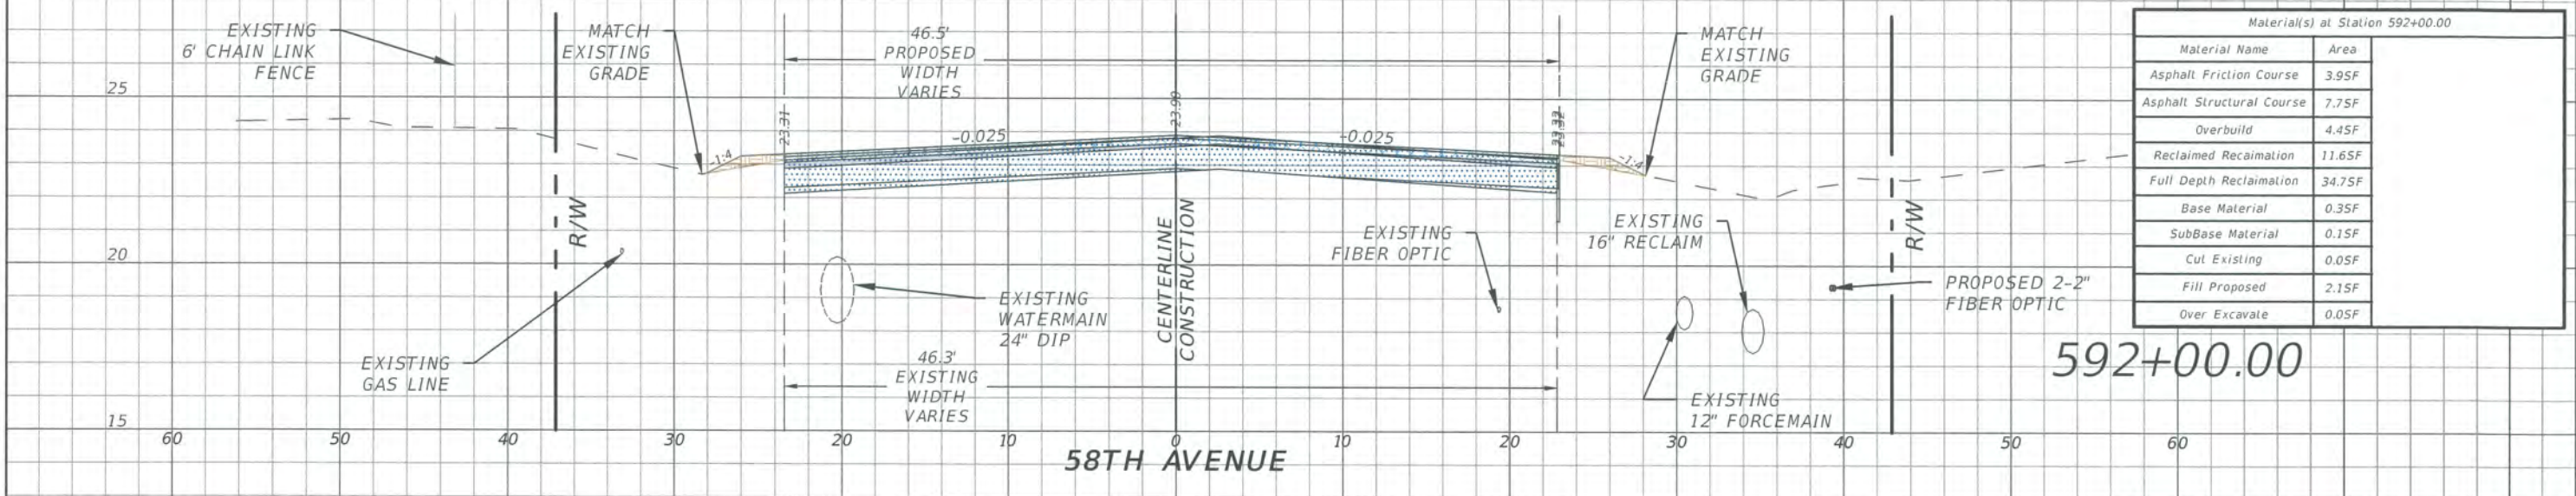 EXISTING
6' CHAIN LINK
FENCE
MATCH
EXISTING
GRADE
46.5'
PROPOSED
WIDTH
VARIES
MATCH
EXISTING
GRADE
25
20
15
23.31
23.99
-0.025
-0.025
-1:4
-1:4
R/W
R/W
EXISTING
GAS LINE
EXISTING
WATERMAIN
24" DIP
46.3'
EXISTING
WIDTH
VARIES
CENTERLINE
CONSTRUCTION
EXISTING
FIBER OPTIC
EXISTING
16" RECLAIM
EXISTING
12" FORCEMAIN
PROPOSED 2-2"
FIBER OPTIC
60 50 40 30 20 10 0 10 20 30 40 50 60
58TH AVENUE
592+00.00
Material(s) at Station 592+00.00
Material Name Area
Asphalt Friction Course 3.9SF
Asphalt Structural Course 7.7SF
Overbuild 4.4SF
Reclaimed Recaimation 11.6SF
Full Depth Reclaimation 34.7SF
Base Material 0.3SF
SubBase Material 0.1SF
Cut Existing 0.0SF
Fill Proposed 2.1SF
Over Excavate 0.0SF